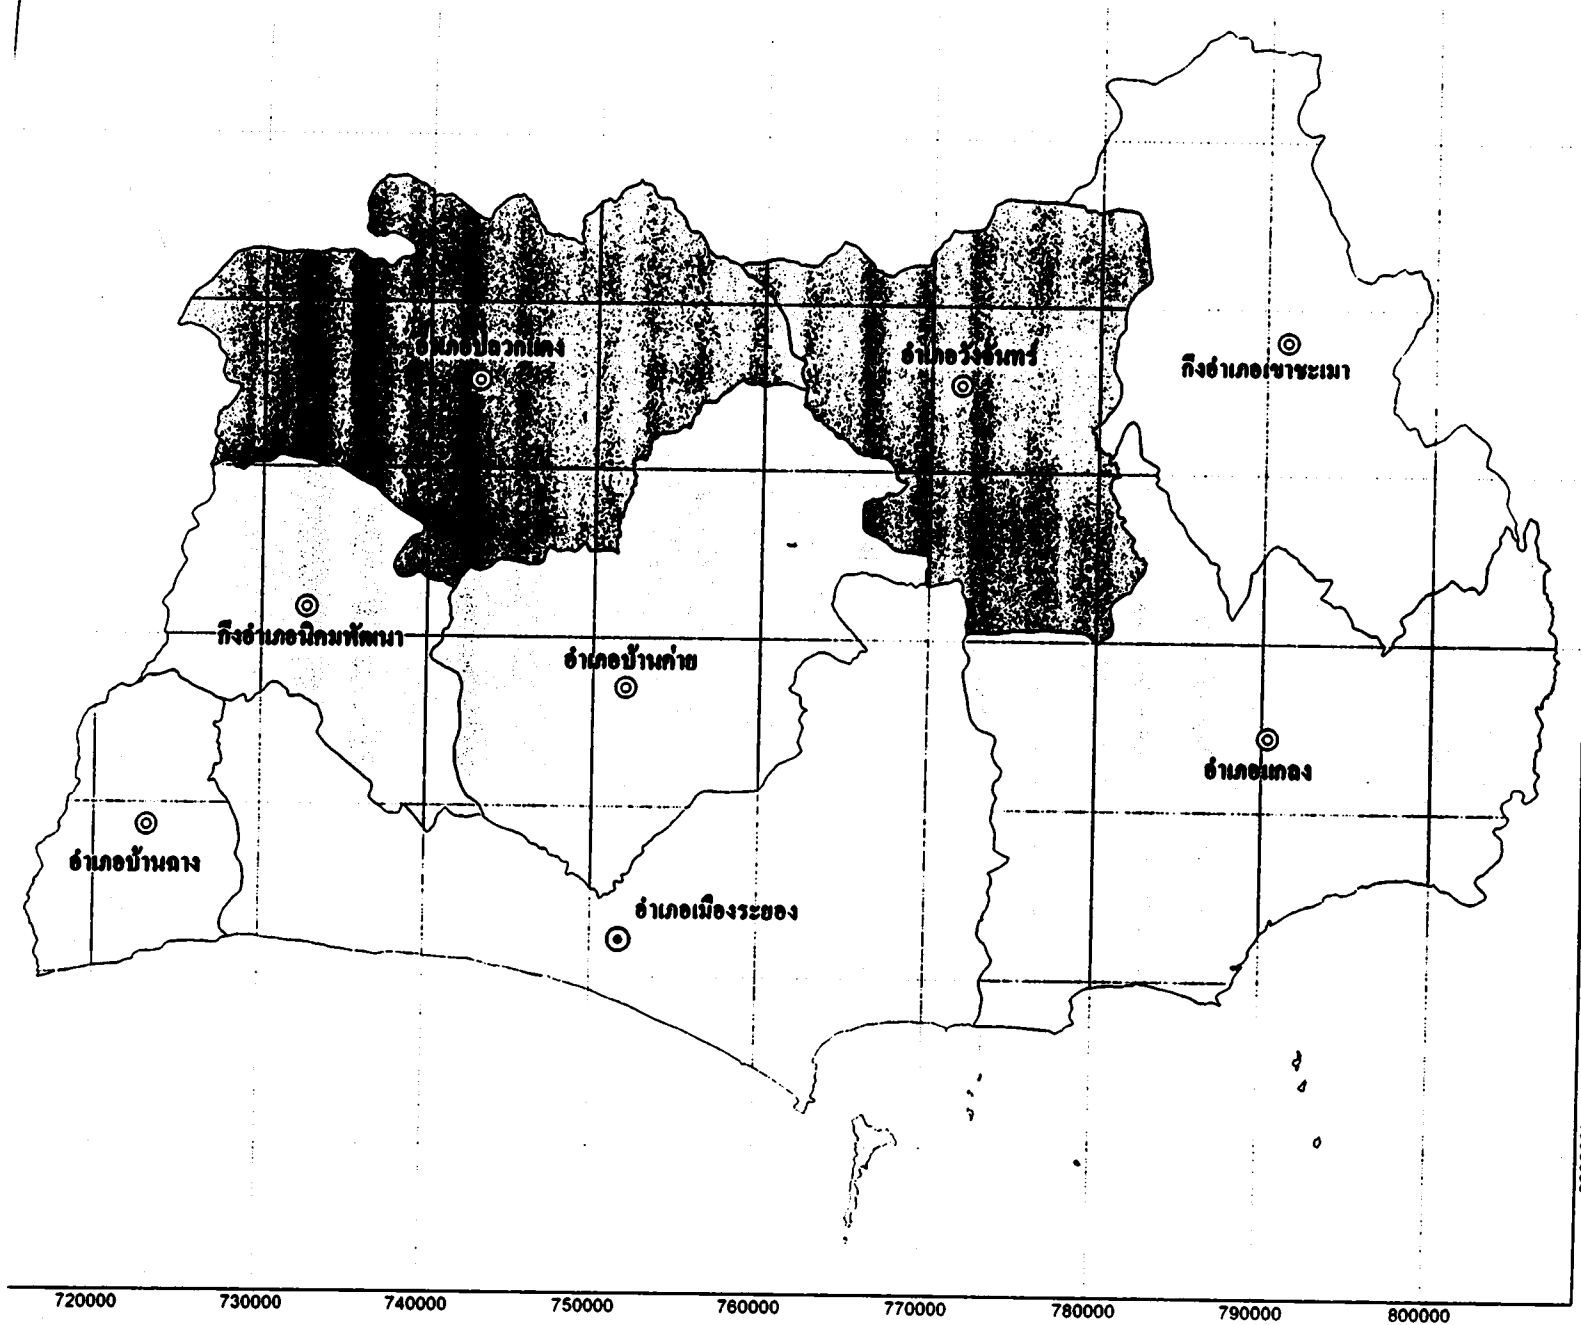 อำเภอปลวกแดง
อำเภอวังจันทร์
กิ่งอำเภอเขาชะเมา
กิ่งอำเภอนิคมพัฒนา
อำเภอบ้านค่าย
อำเภอแกลง
อำเภอบ้านฉาง
อำเภอเมืองระยอง
720000 730000 740000 750000 760000 770000 780000 790000 800000